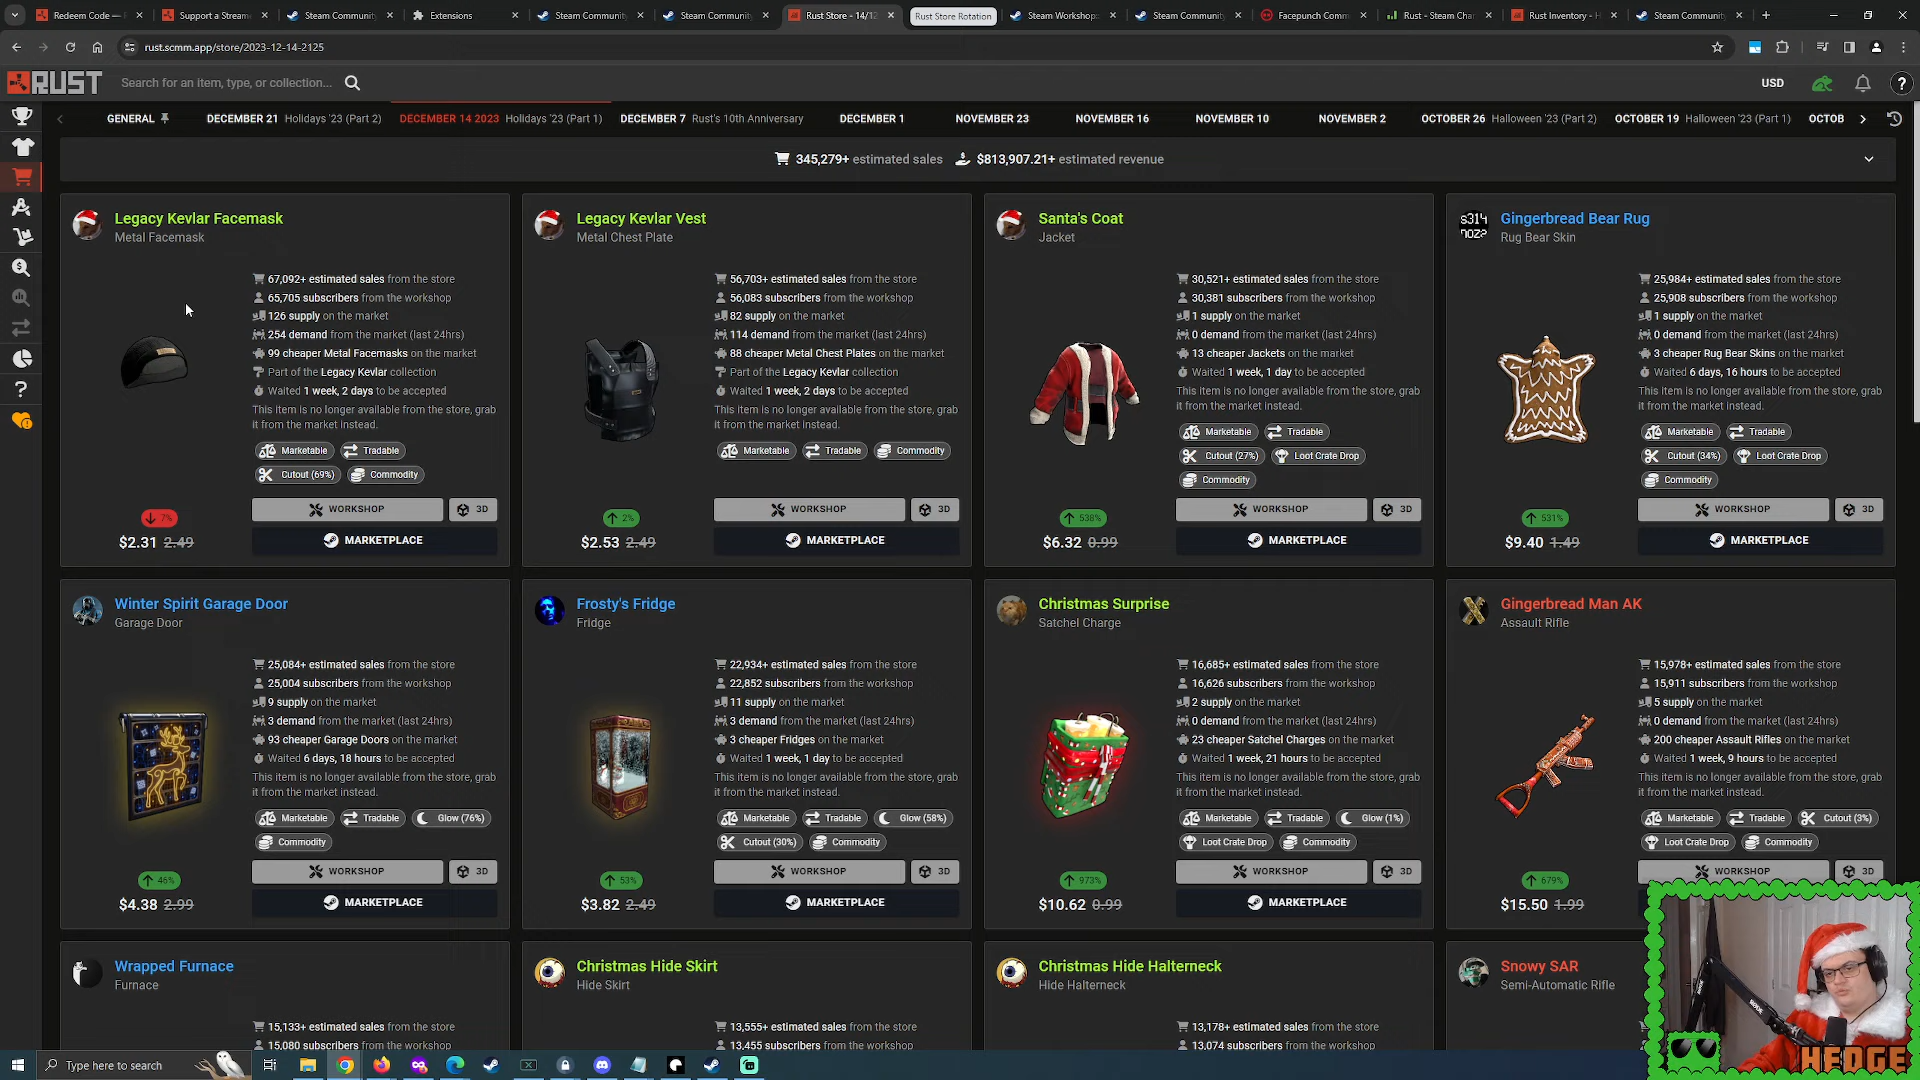 Redeem Code —
Support a Stream
Steam Communit
Extensions
Steam Communit
Steam Communit
Rust Store - 14/12
Rust Store Rotation
Steam Worksho
Steam Communit
Facepunch Comm
Rust - Steam Cha
Rust Inventory - H
Steam Communit
rust.scmm.app/store/2023-12-14-2125
RUST
Search for an item, type, or collection...
USD
GENERAL
DECEMBER 21 Holidays '23 (Part 2)
DECEMBER 14 2023 Holidays '23 (Part 1)
DECEMBER 7 Rust's 10th Anniversary
DECEMBER 1
NOVEMBER 23
NOVEMBER 16
NOVEMBER 10
NOVEMBER 2
OCTOBER 26 Halloween '23 (Part 2)
OCTOBER 19 Halloween '23 (Part 1)
OCTOB
345,279+ estimated sales $813,907.21+ estimated revenue
Legacy Kevlar Facemask
Metal Facemask
67,092+ estimated sales from the store
65,705 subscribers from the workshop
126 supply on the market
254 demand from the market (last 24hrs)
99 cheaper Metal Facemasks on the market
Part of the Legacy Kevlar collection
Waited 1 week, 2 days to be accepted
This item is no longer available from the store, grab
it from the market instead.
Marketable Tradable
Cutout (69%) Commodity
7%
$2.31 2.49
WORKSHOP 3D
MARKETPLACE
Legacy Kevlar Vest
Metal Chest Plate
56,703+ estimated sales from the store
56,083 subscribers from the workshop
82 supply on the market
114 demand from the market (last 24hrs)
88 cheaper Metal Chest Plates on the market
Part of the Legacy Kevlar collection
Waited 1 week, 2 days to be accepted
This item is no longer available from the store, grab
it from the market instead.
Marketable Tradable Commodity
2%
$2.53 2.49
WORKSHOP 3D
MARKETPLACE
Santa's Coat
Jacket
30,521+ estimated sales from the store
30,381 subscribers from the workshop
1 supply on the market
0 demand from the market (last 24hrs)
13 cheaper Jackets on the market
Waited 1 week, 1 day to be accepted
This item is no longer available from the store, grab
it from the market instead.
Marketable Tradable
Cutout (27%) Loot Crate Drop
Commodity
538%
$6.32 0.99
WORKSHOP 3D
MARKETPLACE
s314
noz2
Gingerbread Bear Rug
Rug Bear Skin
25,984+ estimated sales from the store
25,908 subscribers from the workshop
1 supply on the market
0 demand from the market (last 24hrs)
3 cheaper Rug Bear Skins on the market
Waited 6 days, 16 hours to be accepted
This item is no longer available from the store, grab
it from the market instead.
Marketable Tradable
Cutout (34%) Loot Crate Drop
Commodity
531%
$9.40 1.49
WORKSHOP 3D
MARKETPLACE
Winter Spirit Garage Door
Garage Door
25,084+ estimated sales from the store
25,004 subscribers from the workshop
9 supply on the market
3 demand from the market (last 24hrs)
93 cheaper Garage Doors on the market
Waited 6 days, 18 hours to be accepted
This item is no longer available from the store, grab
it from the market instead.
Marketable Tradable Glow (76%)
Commodity
46%
$4.38 2.99
WORKSHOP 3D
MARKETPLACE
Frosty's Fridge
Fridge
22,934+ estimated sales from the store
22,852 subscribers from the workshop
11 supply on the market
3 demand from the market (last 24hrs)
3 cheaper Fridges on the market
Waited 1 week, 1 day to be accepted
This item is no longer available from the store, grab
it from the market instead.
Marketable Tradable Glow (58%)
Cutout (30%) Commodity
53%
$3.82 2.49
WORKSHOP 3D
MARKETPLACE
Christmas Surprise
Satchel Charge
16,685+ estimated sales from the store
16,626 subscribers from the workshop
2 supply on the market
0 demand from the market (last 24hrs)
23 cheaper Satchel Charges on the market
Waited 1 week, 21 hours to be accepted
This item is no longer available from the store, grab
it from the market instead.
Marketable Tradable Glow (1%)
Loot Crate Drop Commodity
973%
$10.62 0.99
WORKSHOP 3D
MARKETPLACE
Gingerbread Man AK
Assault Rifle
15,978+ estimated sales from the store
15,911 subscribers from the workshop
5 supply on the market
0 demand from the market (last 24hrs)
200 cheaper Assault Rifles on the market
Waited 1 week, 9 hours to be accepted
This item is no longer available from the store, grab
it from the market instead.
Marketable Tradable Cutout (3%)
Loot Crate Drop Commodity
679%
$15.50 1.99
WORKSHOP 3D
Wrapped Furnace
Furnace
15,133+ estimated sales from the store
15,080 subscribers from the workshop
Christmas Hide Skirt
Hide Skirt
13,555+ estimated sales from the store
13,455 subscribers from the workshop
Christmas Hide Halterneck
Hide Halterneck
13,178+ estimated sales from the store
13,074 subscribers from the workshop
Snowy SAR
Semi-Automatic Rifle
HEDGE
Type here to search